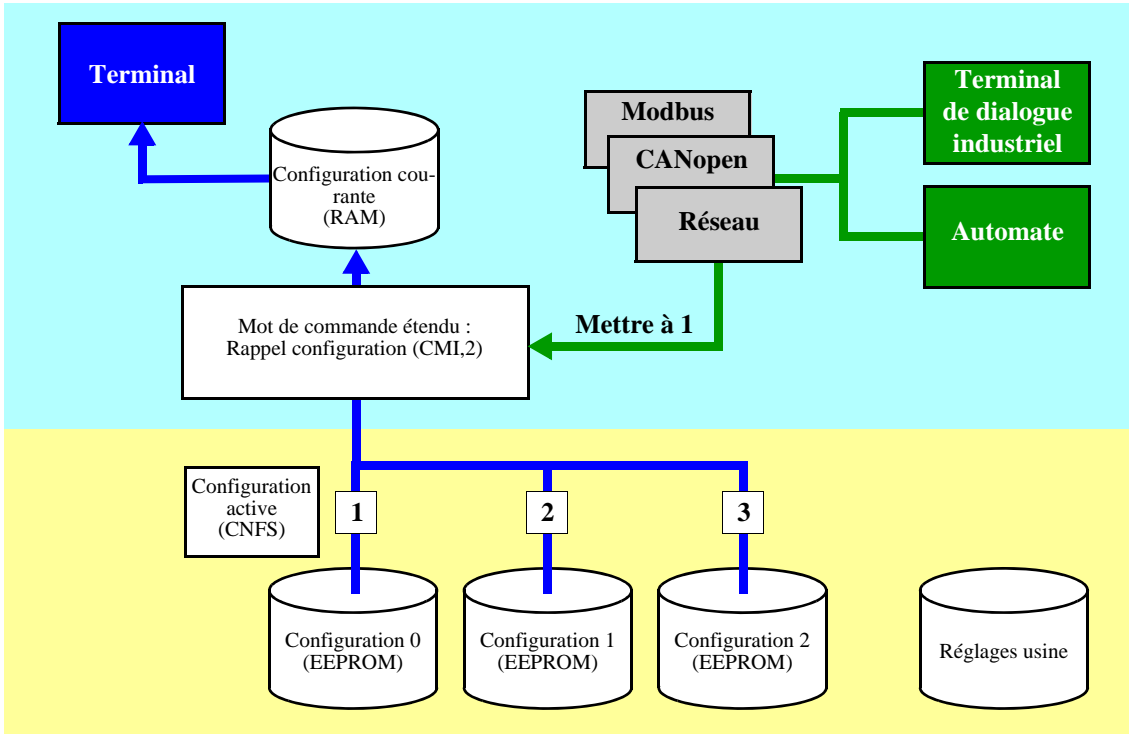 Terminal
Configuration cou-
rante
(RAM)
Modbus
CANopen
Réseau
Terminal
de dialogue
industriel
Automate
Mot de commande étendu :
Rappel configuration (CMI,2)
Mettre à 1
Configuration
active
(CNFS)
1
2
3
Configuration 0
(EEPROM)
Configuration 1
(EEPROM)
Configuration 2
(EEPROM)
Réglages usine